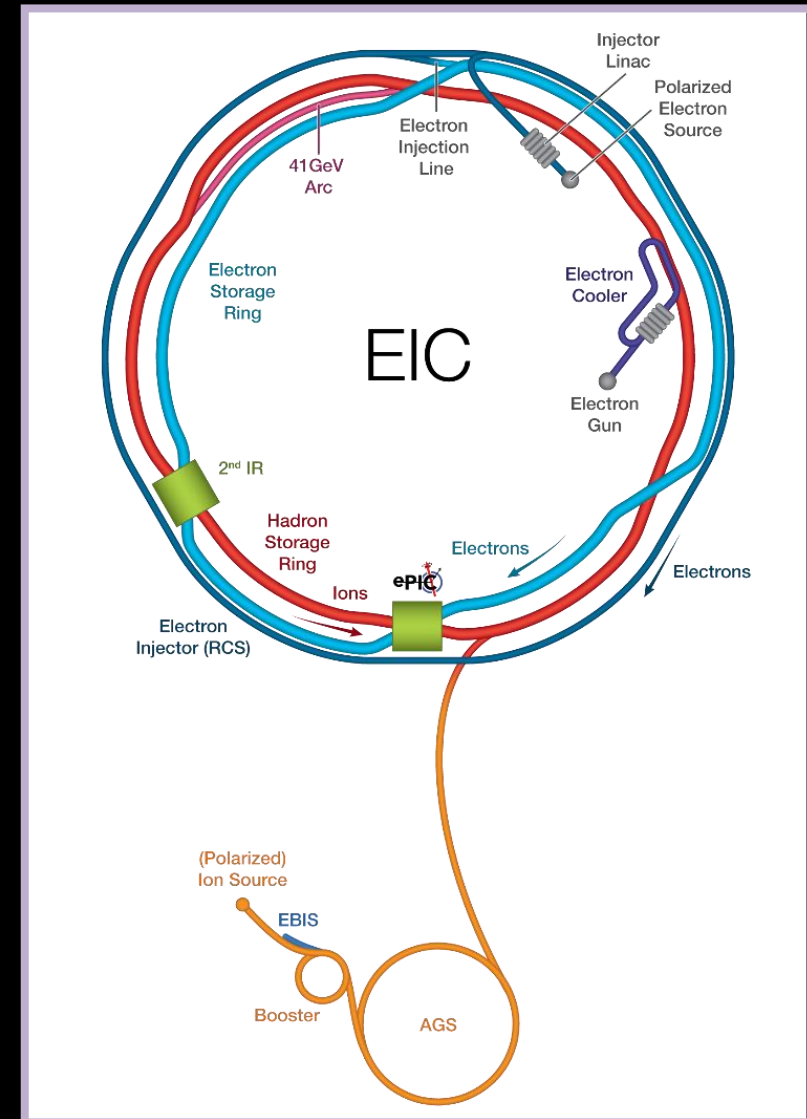 Injector
Linac
Polarized
Electron
Source
Electron
Injection
Line
41GeV
Arc
Electron
Storage
Ring
Electron
Cooler
EIC
Electron
Gun
2nd IR
Hadron
Storage
Ring
Electrons
ePIC
Ions
Electrons
Electron
Injector (RCS)
(Polarized)
Ion Source
EBIS
Booster
AGS